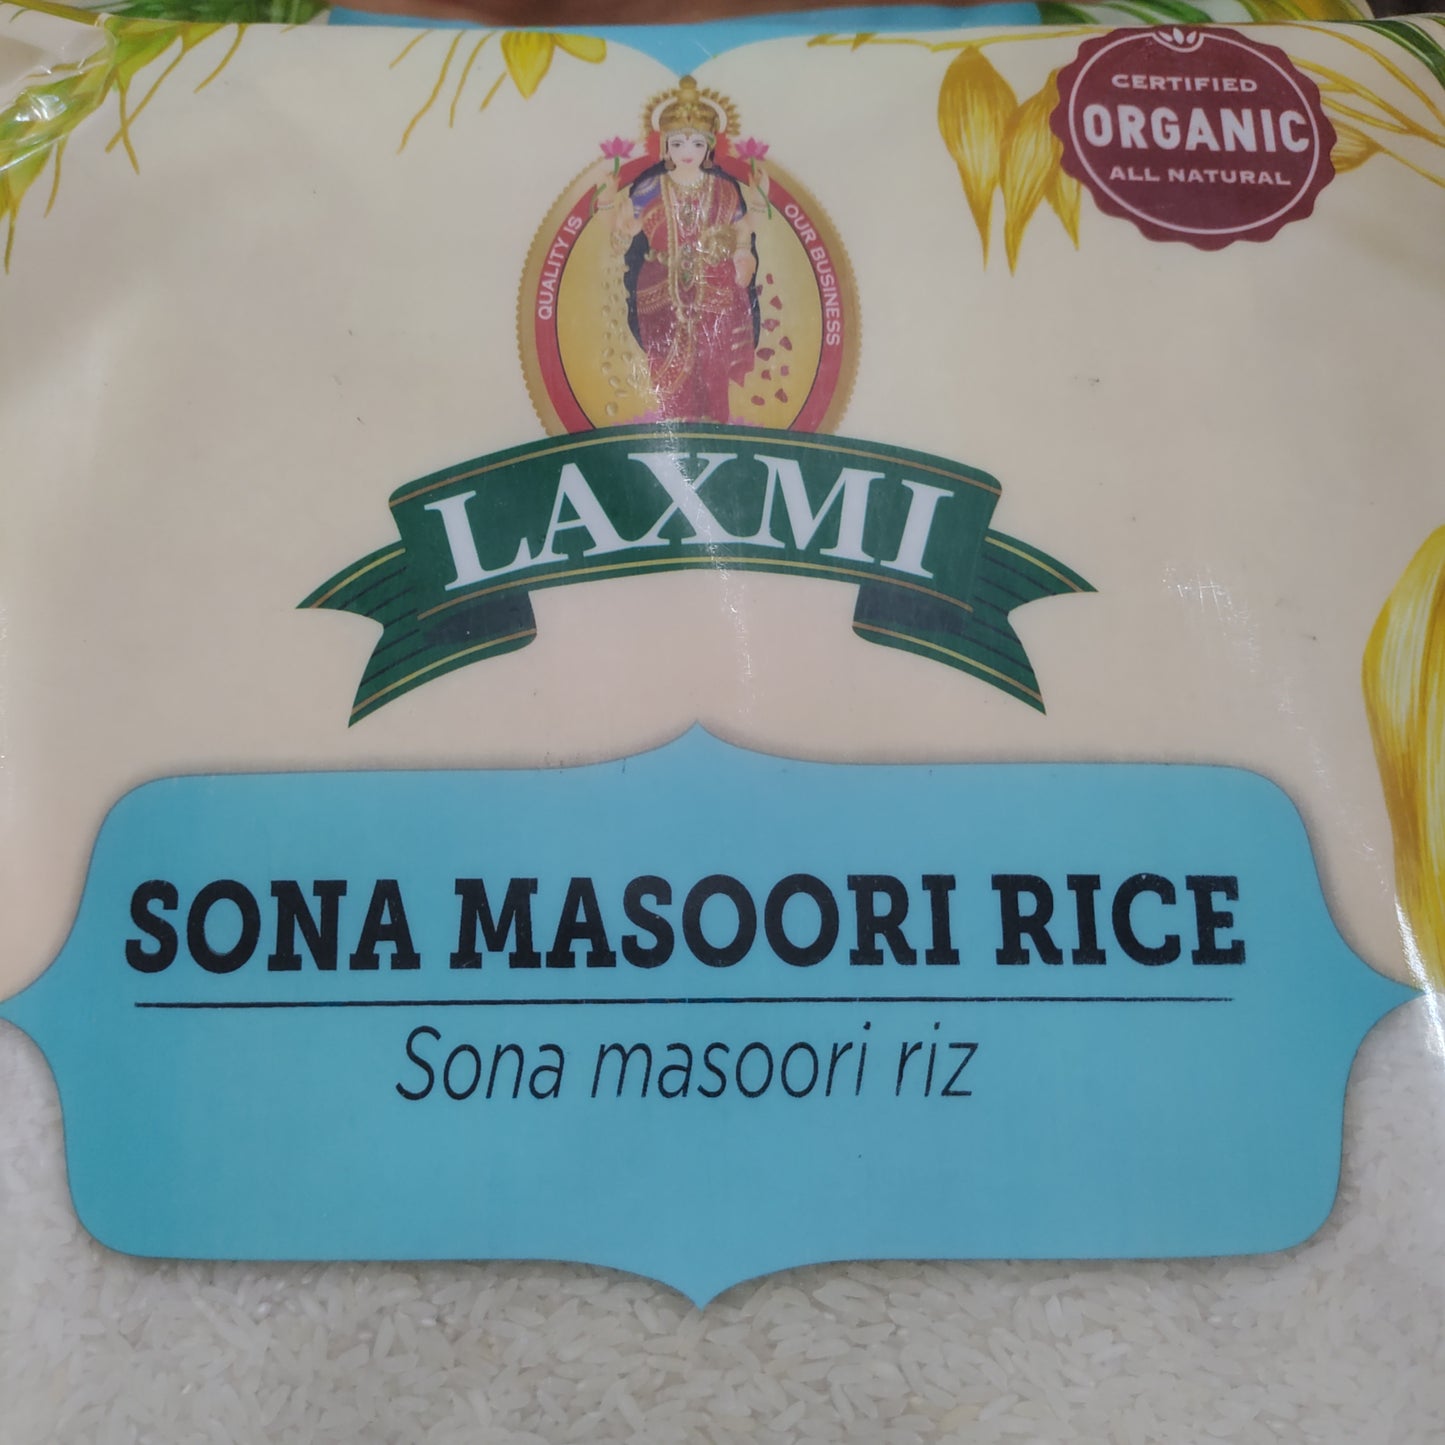 CERTIFIED
ORGANIC
ALL NATURAL
QUALITY IS
OUR BUSINESS
LAXMI
SONA MASOORI RICE
Sona masoori riz